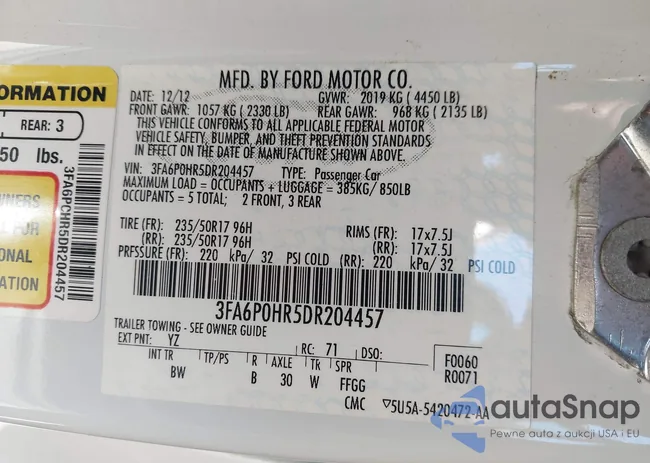 ORMATION
REAR: 3
50 lbs.
WNERS
L FOR
ONAL
ATION
3FA6PCHR5DR204457
MFD. BY FORD MOTOR CO.
DATE: 12/12 GVWR: 2019 KG ( 4450 LB)
FRONT GAWR: 1057 KG ( 2330 LB) REAR GAWR: 968 KG ( 2135 LB)
THIS VEHICLE CONFORMS TO ALL APPLICABLE FEDERAL MOTOR
VEHICLE SAFETY, BUMPER, AND THEFT PREVENTION STANDARDS
IN EFFECT ON THE DATE OF MANUFACTURE SHOWN ABOVE.
VIN: 3FA6P0HR5DR204457 TYPE: Passenger Car
MAXIMUM LOAD = OCCUPANTS + LUGGAGE = 385KG/ 850LB
OCCUPANTS = 5 TOTAL; 2 FRONT, 3 REAR
TIRE (FR): 235/50R17 96H RIMS (FR): 17x7.5J
(RR): 235/50R17 96H (RR): 17x7.5J
PRESSURE (FR): 220 kPa/ 32 PSI COLD (RR): 220 kPa/ 32 PSI COLD
3FA6P0HR5DR204457
TRAILER TOWING - SEE OWNER GUIDE
EXT PNT: YZ RC: 71 DSO: F0060
R0071
INT TR TP/PS R AXLE TR SPR
BW B 30 W FFGG
CMC ▽5U5A-5420472-AA
autaSnap
Pewne auta z aukcji USA i EU